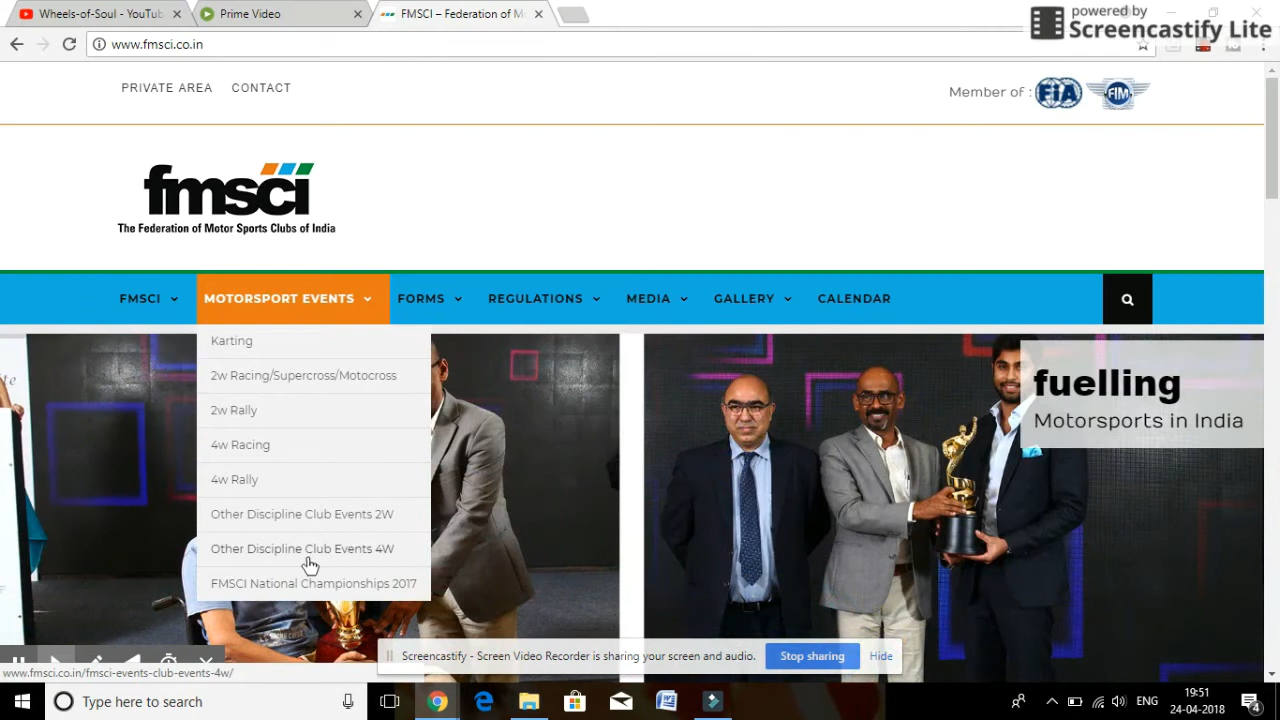 powered by
Screencastify Lite
Wheels-of-Soul - YouTub
Prime Video
FMSCI – Federation of Mo
www.fmsci.co.in
PRIVATE AREA CONTACT
Member of : FIA FIM
fmsci
The Federation of Motor Sports Clubs of India
FMSCI MOTORSPORT EVENTS FORMS REGULATIONS MEDIA GALLERY CALENDAR
Karting
2w Racing/Supercross/Motocross
2w Rally
4w Racing
4w Rally
Other Discipline Club Events 2W
Other Discipline Club Events 4W
FMSCI National Championships 2017
fuelling
Motorsports in India
Screencastify - Screen Video Recorder is sharing your screen and audio. Stop sharing Hide
www.fmsci.co.in/fmsci-events-club-events-4w/
Type here to search
ENG
19:51
24-04-2018
4